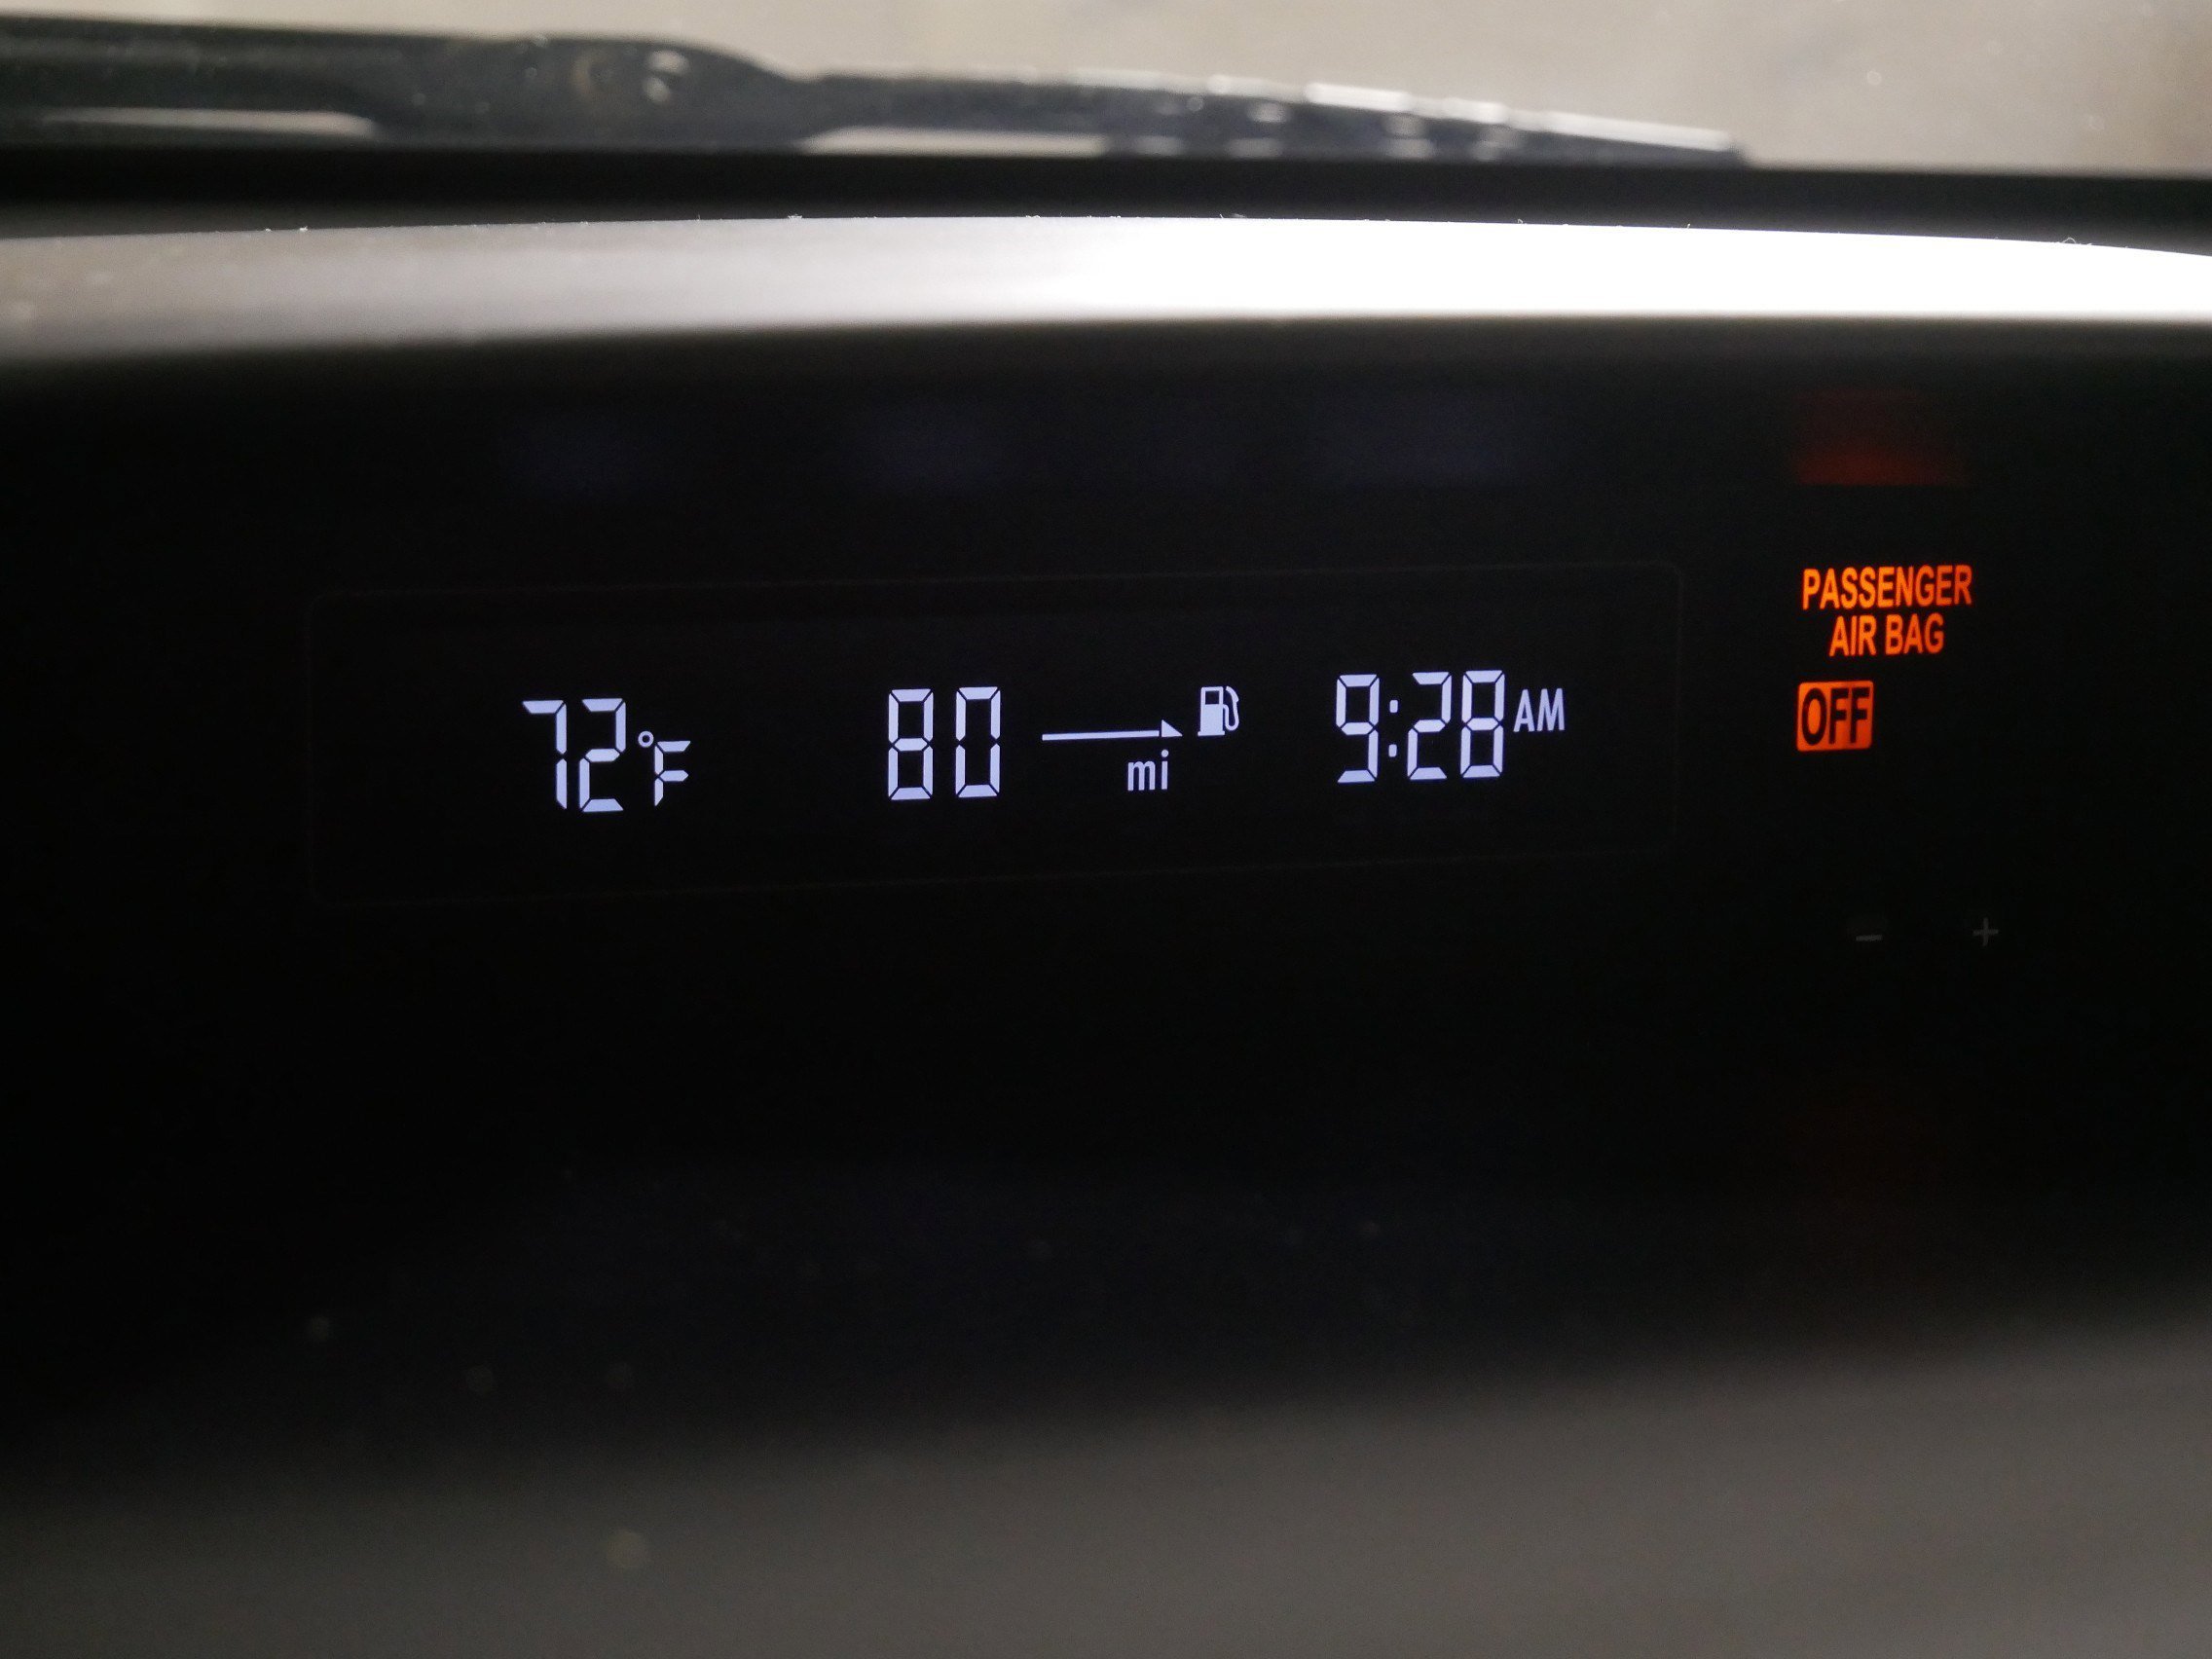 72°F 80 mi 9:28 AM
PASSENGER
AIR BAG
OFF
- +